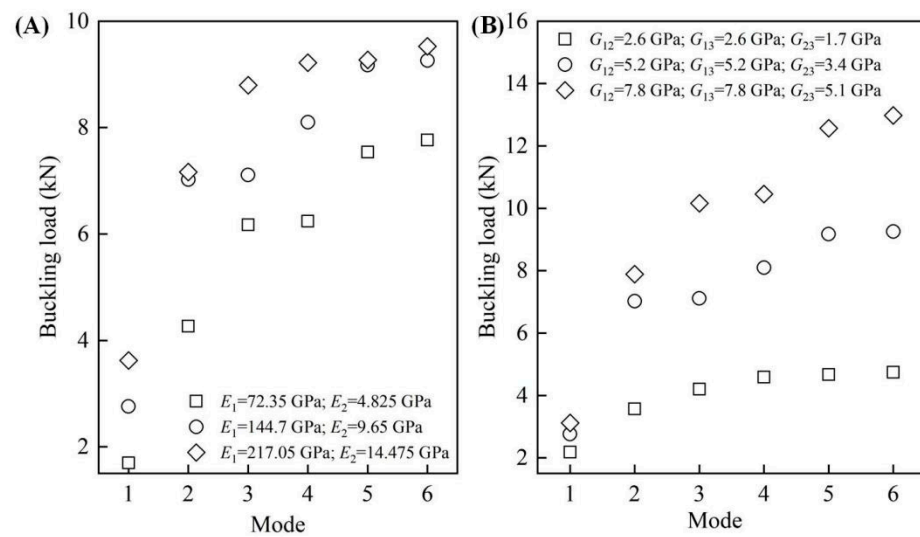 (A)
10
8
6
4
2
Buckling load (kN)
E1=72.35 GPa; E2=4.825 GPa
E1=144.7 GPa; E2=9.65 GPa
E1=217.05 GPa; E2=14.475 GPa
1 2 3 4 5 6
Mode
(B)
16
14
12
10
8
6
4
2
Buckling load (kN)
G12=2.6 GPa; G13=2.6 GPa; G23=1.7 GPa
G12=5.2 GPa; G13=5.2 GPa; G23=3.4 GPa
G12=7.8 GPa; G13=7.8 GPa; G23=5.1 GPa
1 2 3 4 5 6
Mode